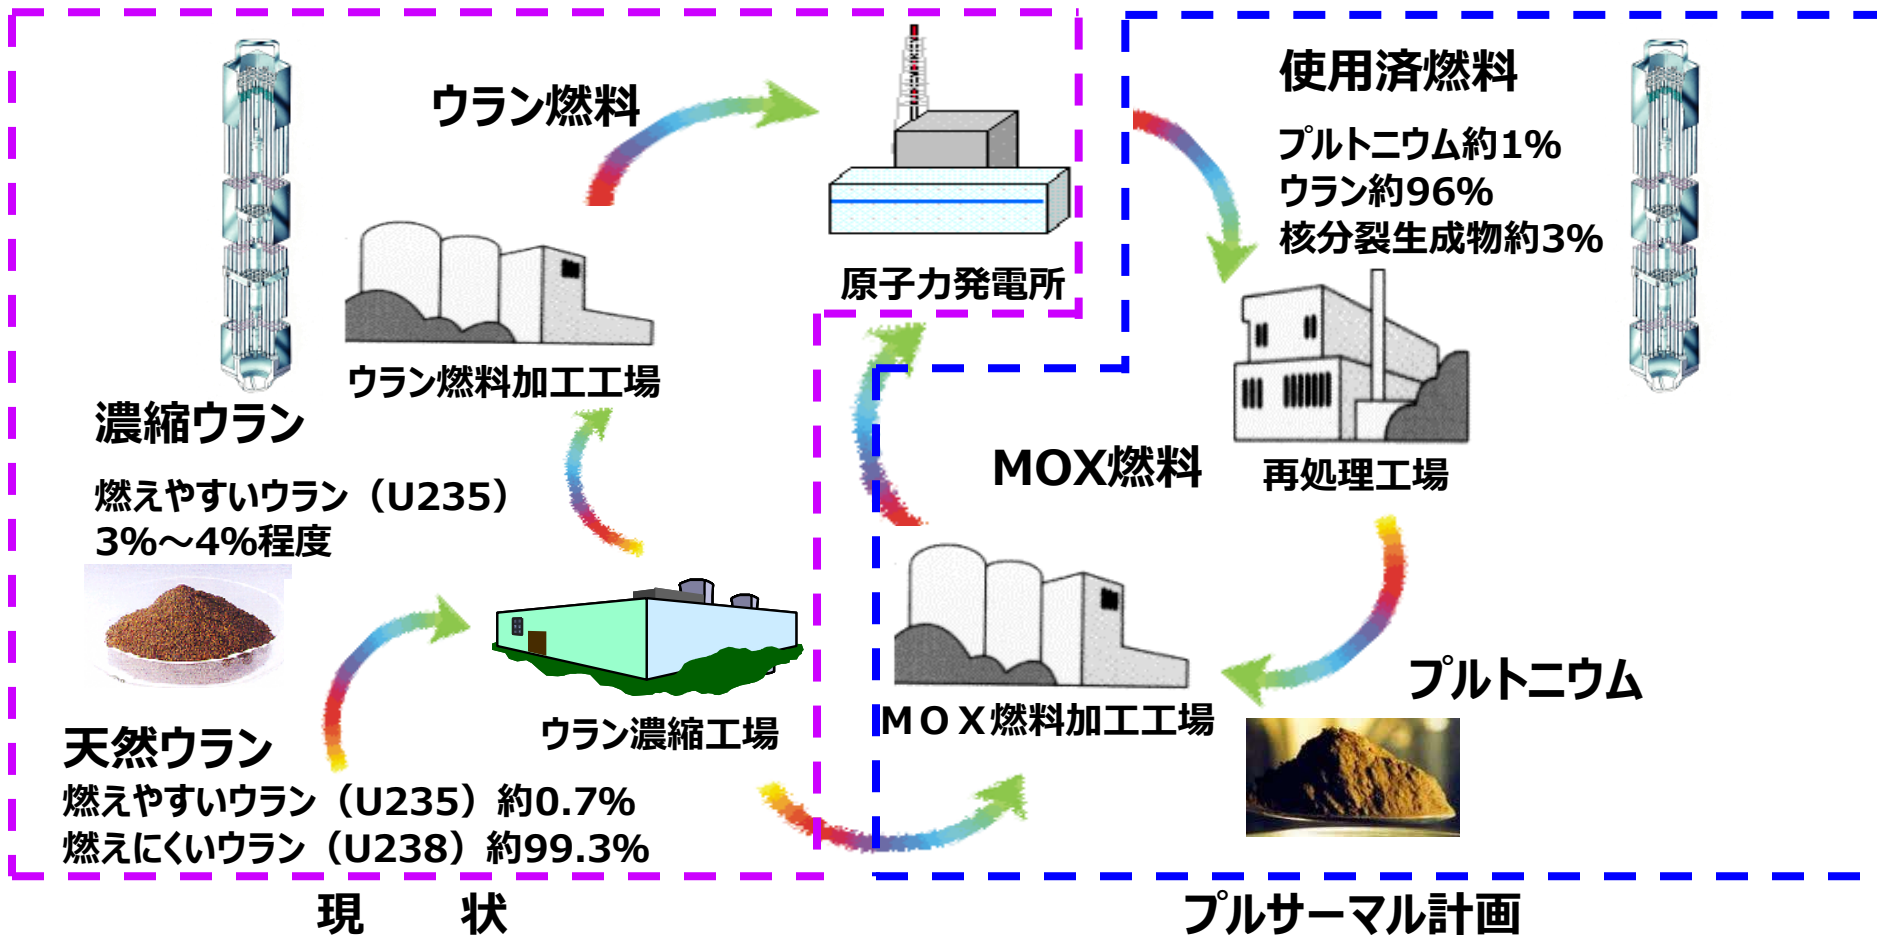 ウラン燃料
原子力発電所
ウラン燃料加工工場
濃縮ウラン
燃えやすいウラン（U235）
3%～4%程度
ウラン濃縮工場
天然ウラン
燃えやすいウラン（U235）約0.7%
燃えにくいウラン（U238）約99.3%
現　状
使用済燃料
プルトニウム約1%
ウラン約96%
核分裂生成物約3%
再処理工場
MOX燃料
ＭＯＸ燃料加工工場
プルトニウム
プルサーマル計画